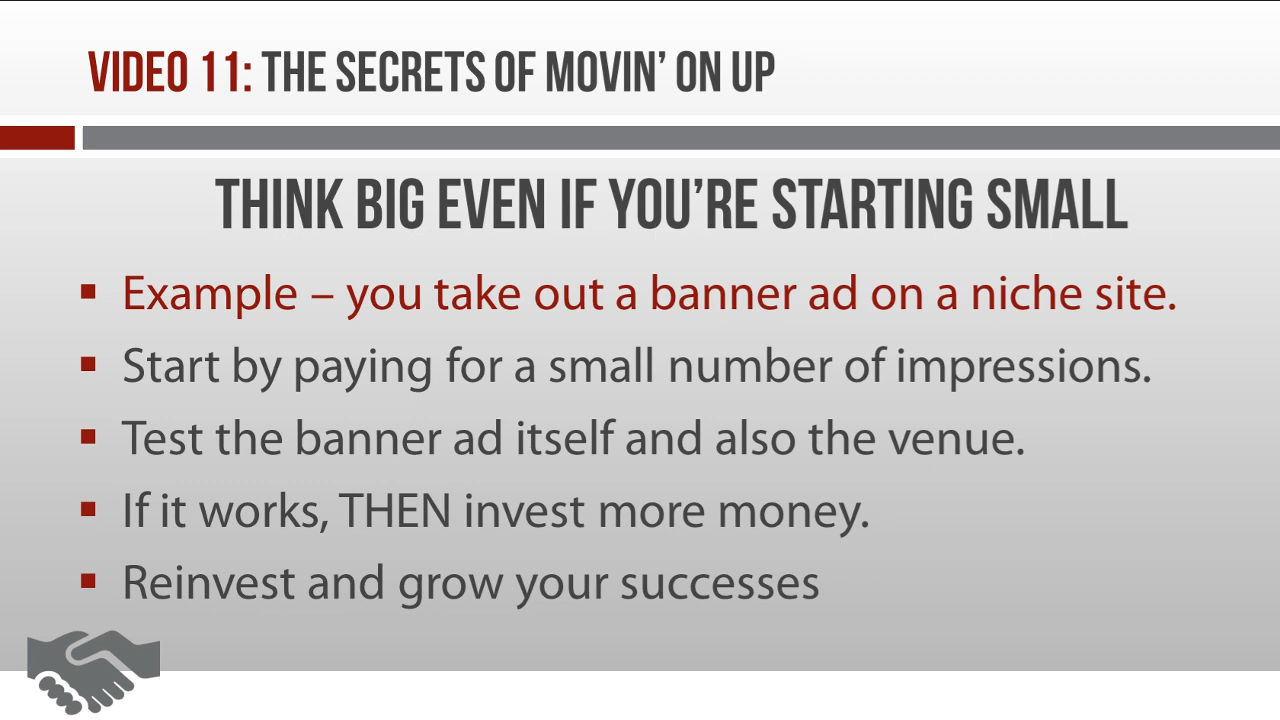 VIDEO 11: THE SECRETS OF MOVIN’ ON UP
THINK BIG EVEN IF YOU’RE STARTING SMALL
Example – you take out a banner ad on a niche site.
Start by paying for a small number of impressions.
Test the banner ad itself and also the venue.
If it works, THEN invest more money.
Reinvest and grow your successes